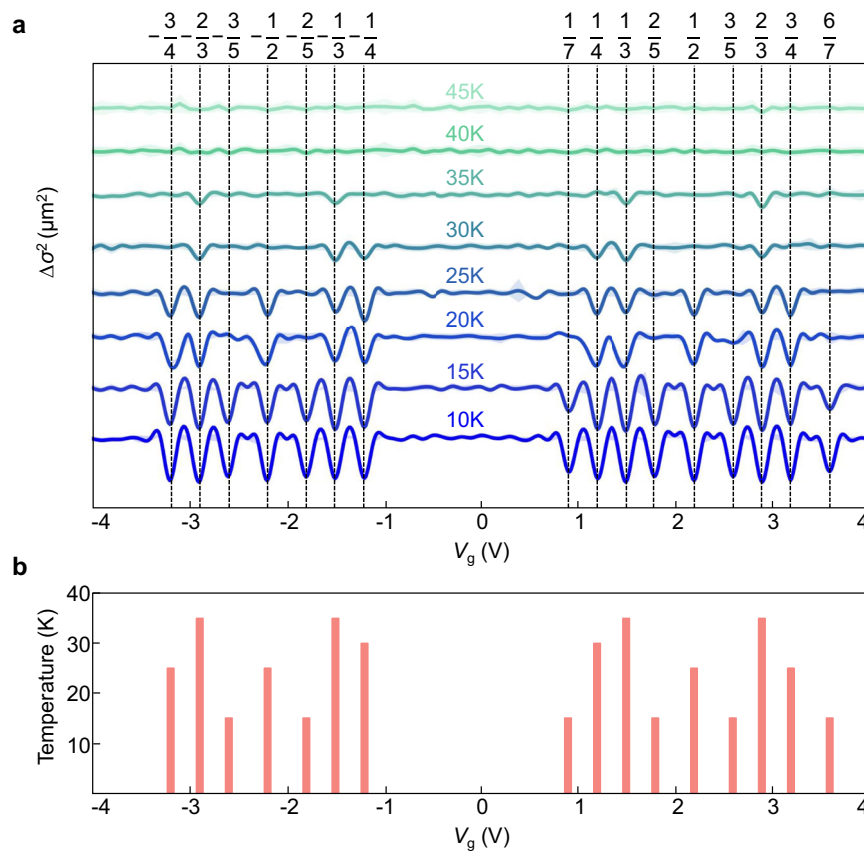 a
-3/4 -2/3 -3/5 -1/2 -2/5 -1/3 -1/4 1/7 1/4 1/3 2/5 1/2 3/5 2/3 3/4 6/7
45K
40K
35K
30K
25K
20K
15K
10K
Δσ² (μm²)
-4 -3 -2 -1 0 1 2 3 4
Vg (V)
b
40
30
20
10
Temperature (K)
-4 -3 -2 -1 0 1 2 3 4
Vg (V)